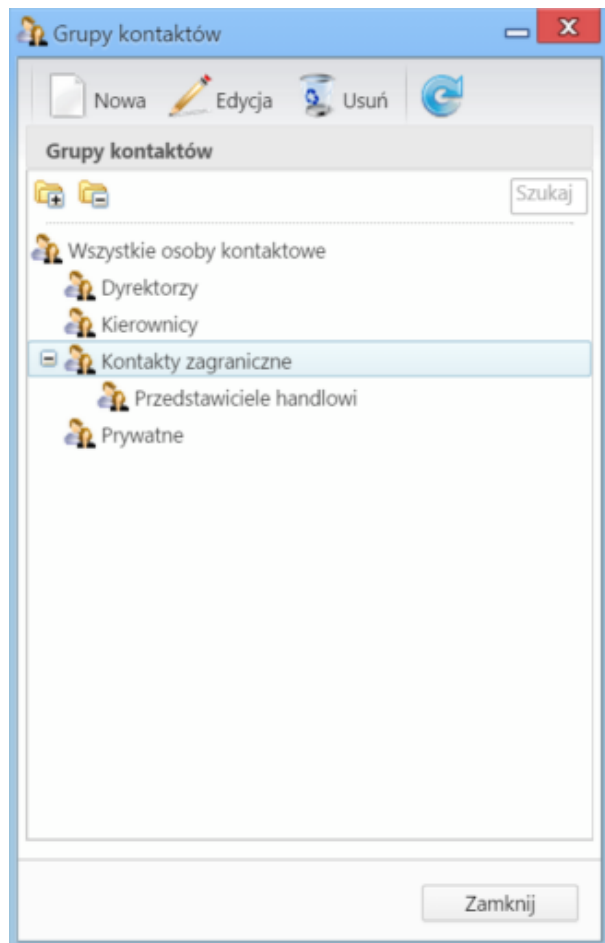 Grupy kontaktów
Nowa Edycja Usuń
Grupy kontaktów
Szukaj
Wszystkie osoby kontaktowe
Dyrektorzy
Kierownicy
Kontakty zagraniczne
Przedstawiciele handlowi
Prywatne
Zamknij